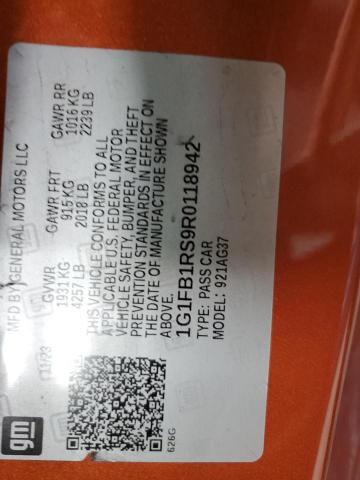 gm
MFD BY GENERAL MOTORS LLC
11/23
GVWR GAWR FRT GAWR RR
1931 KG 915 KG 1016 KG
4257 LB 2018 LB 2239 LB
THIS VEHICLE CONFORMS TO ALL
APPLICABLE U.S. FEDERAL MOTOR
VEHICLE SAFETY, BUMPER, AND THEFT
PREVENTION STANDARDS IN EFFECT ON
THE DATE OF MANUFACTURE SHOWN
ABOVE.
1G1FB1RS9R0118942
TYPE: PASS CAR
MODEL: 921AG37
626G